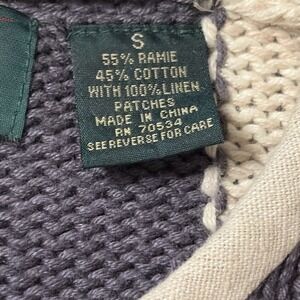 S
55% RAMIE
45% COTTON
WITH 100% LINEN
PATCHES
MADE IN CHINA
RN 70534
SEE REVERSE FOR CARE